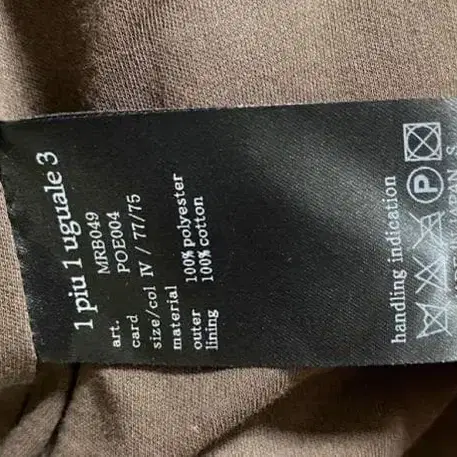 1 piu 1 uguale 3
art. MRB049
card POE004
size/col IV / 77/75
material
outer 100% polyester
lining 100% cotton
handling indication
P
JAPAN S